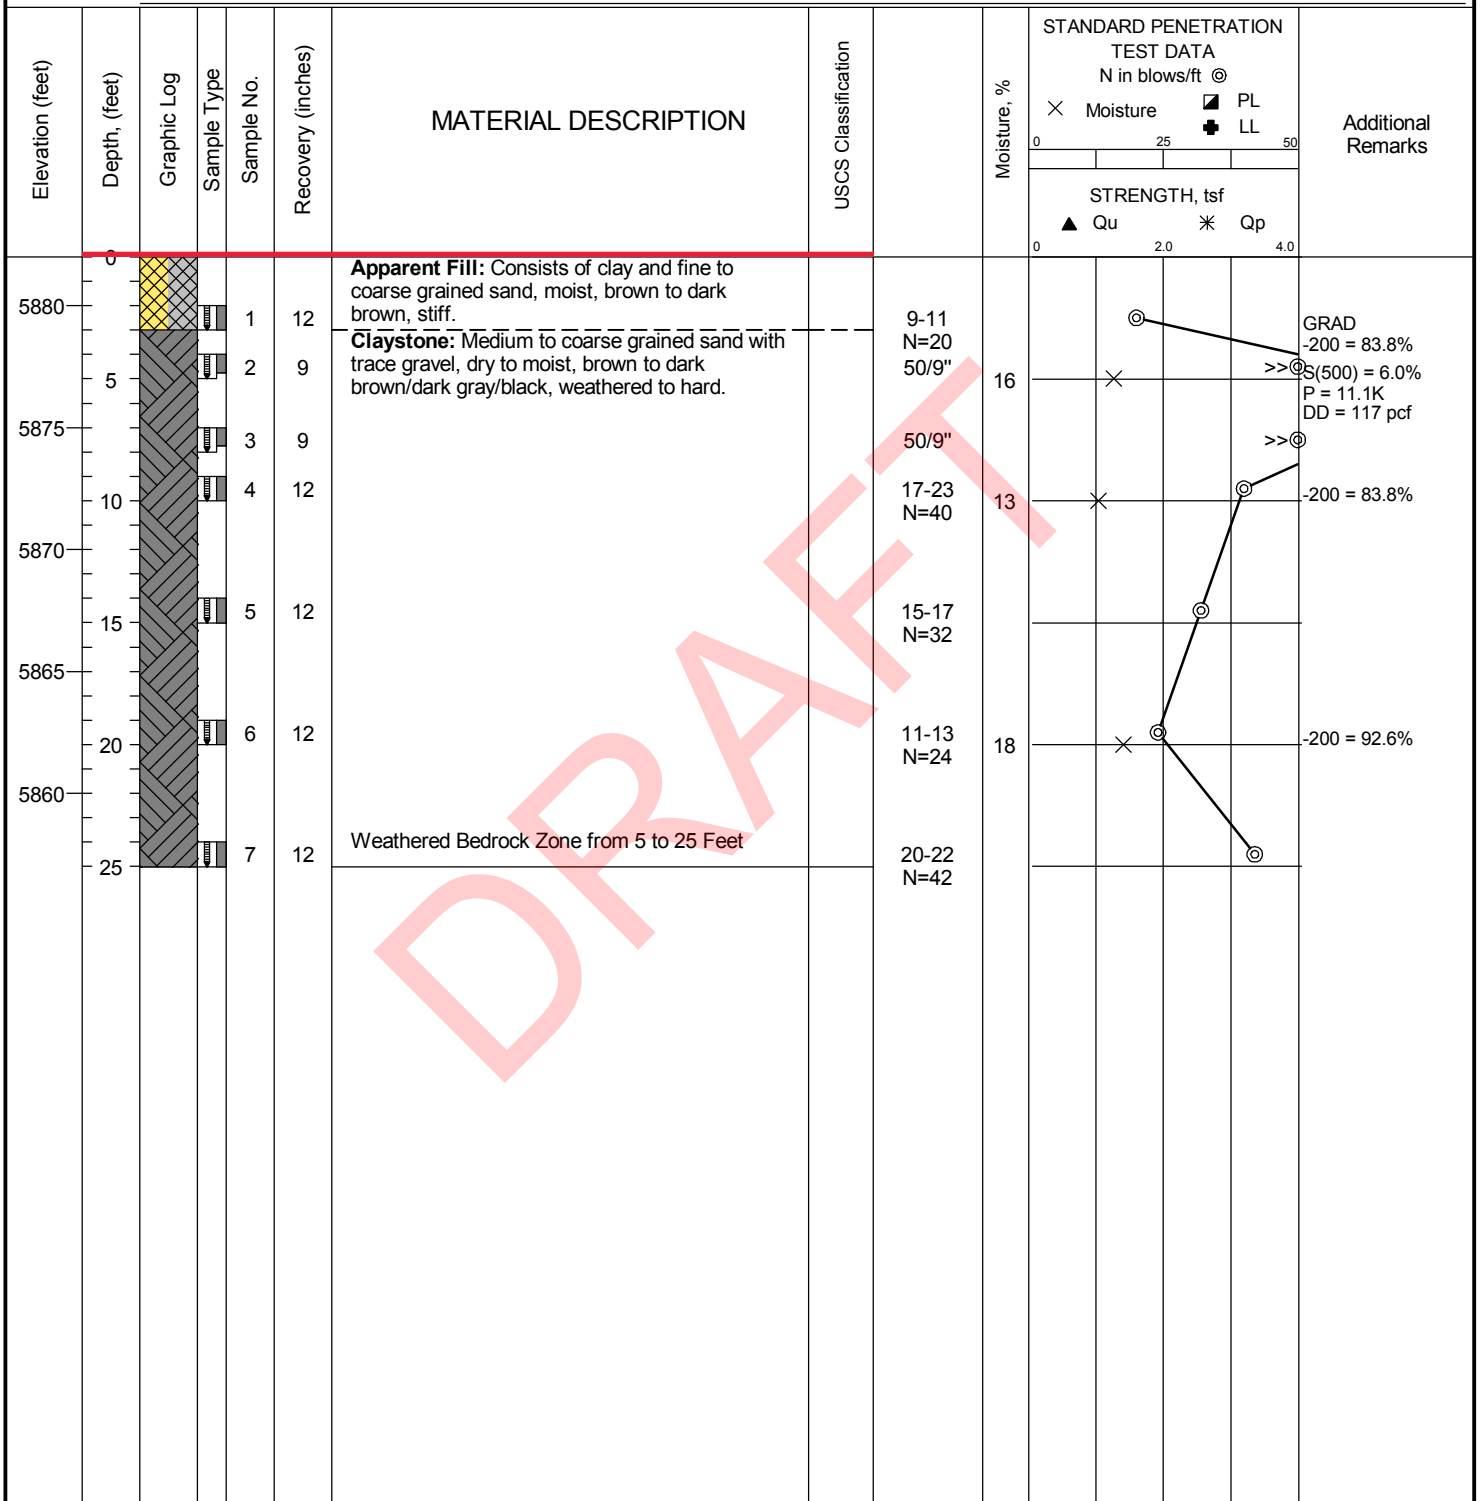 Elevation (feet)
Depth, (feet)
Graphic Log
Sample Type
Sample No.
Recovery (inches)
MATERIAL DESCRIPTION
USCS Classification
Moisture, %
STANDARD PENETRATION
TEST DATA
N in blows/ft
Moisture
PL
LL
0 25 50
STRENGTH, tsf
Qu Qp
0 2.0 4.0
Additional
Remarks
0
Apparent Fill: Consists of clay and fine to
coarse grained sand, moist, brown to dark
brown, stiff.
5880
1 12
9-11
N=20
GRAD
-200 = 83.8%
Claystone: Medium to coarse grained sand with
trace gravel, dry to moist, brown to dark
brown/dark gray/black, weathered to hard.
2 9
50/9"
>>
5
16
S(500) = 6.0%
P = 11.1K
DD = 117 pcf
5875
3 9
50/9"
>>
4 12
17-23
N=40
10
13
-200 = 83.8%
5870
5 12
15-17
N=32
15
5865
6 12
11-13
N=24
20
18
-200 = 92.6%
5860
Weathered Bedrock Zone from 5 to 25 Feet
7 12
20-22
N=42
25
DRAFT